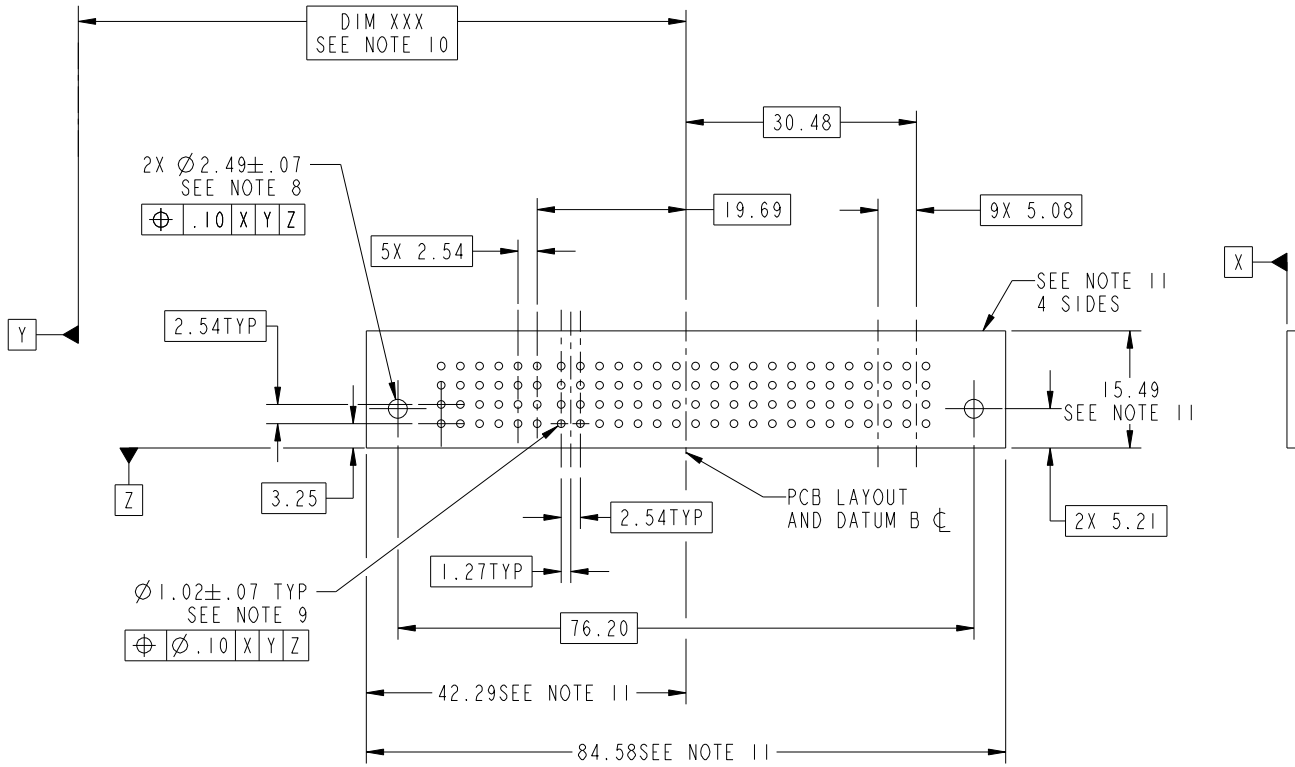 DIM XXX
SEE NOTE 10
30.48
2X Ø2.49±.07
SEE NOTE 8
⌖ .10 X Y Z
19.69
9X 5.08
5X 2.54
X
SEE NOTE 11
4 SIDES
Y
2.54TYP
15.49
SEE NOTE 11
Z
3.25
PCB LAYOUT
AND DATUM B ℄
2.54TYP
2X 5.21
1.27TYP
Ø1.02±.07 TYP
SEE NOTE 9
⌖ Ø.10 X Y Z
76.20
42.29SEE NOTE 11
84.58SEE NOTE 11